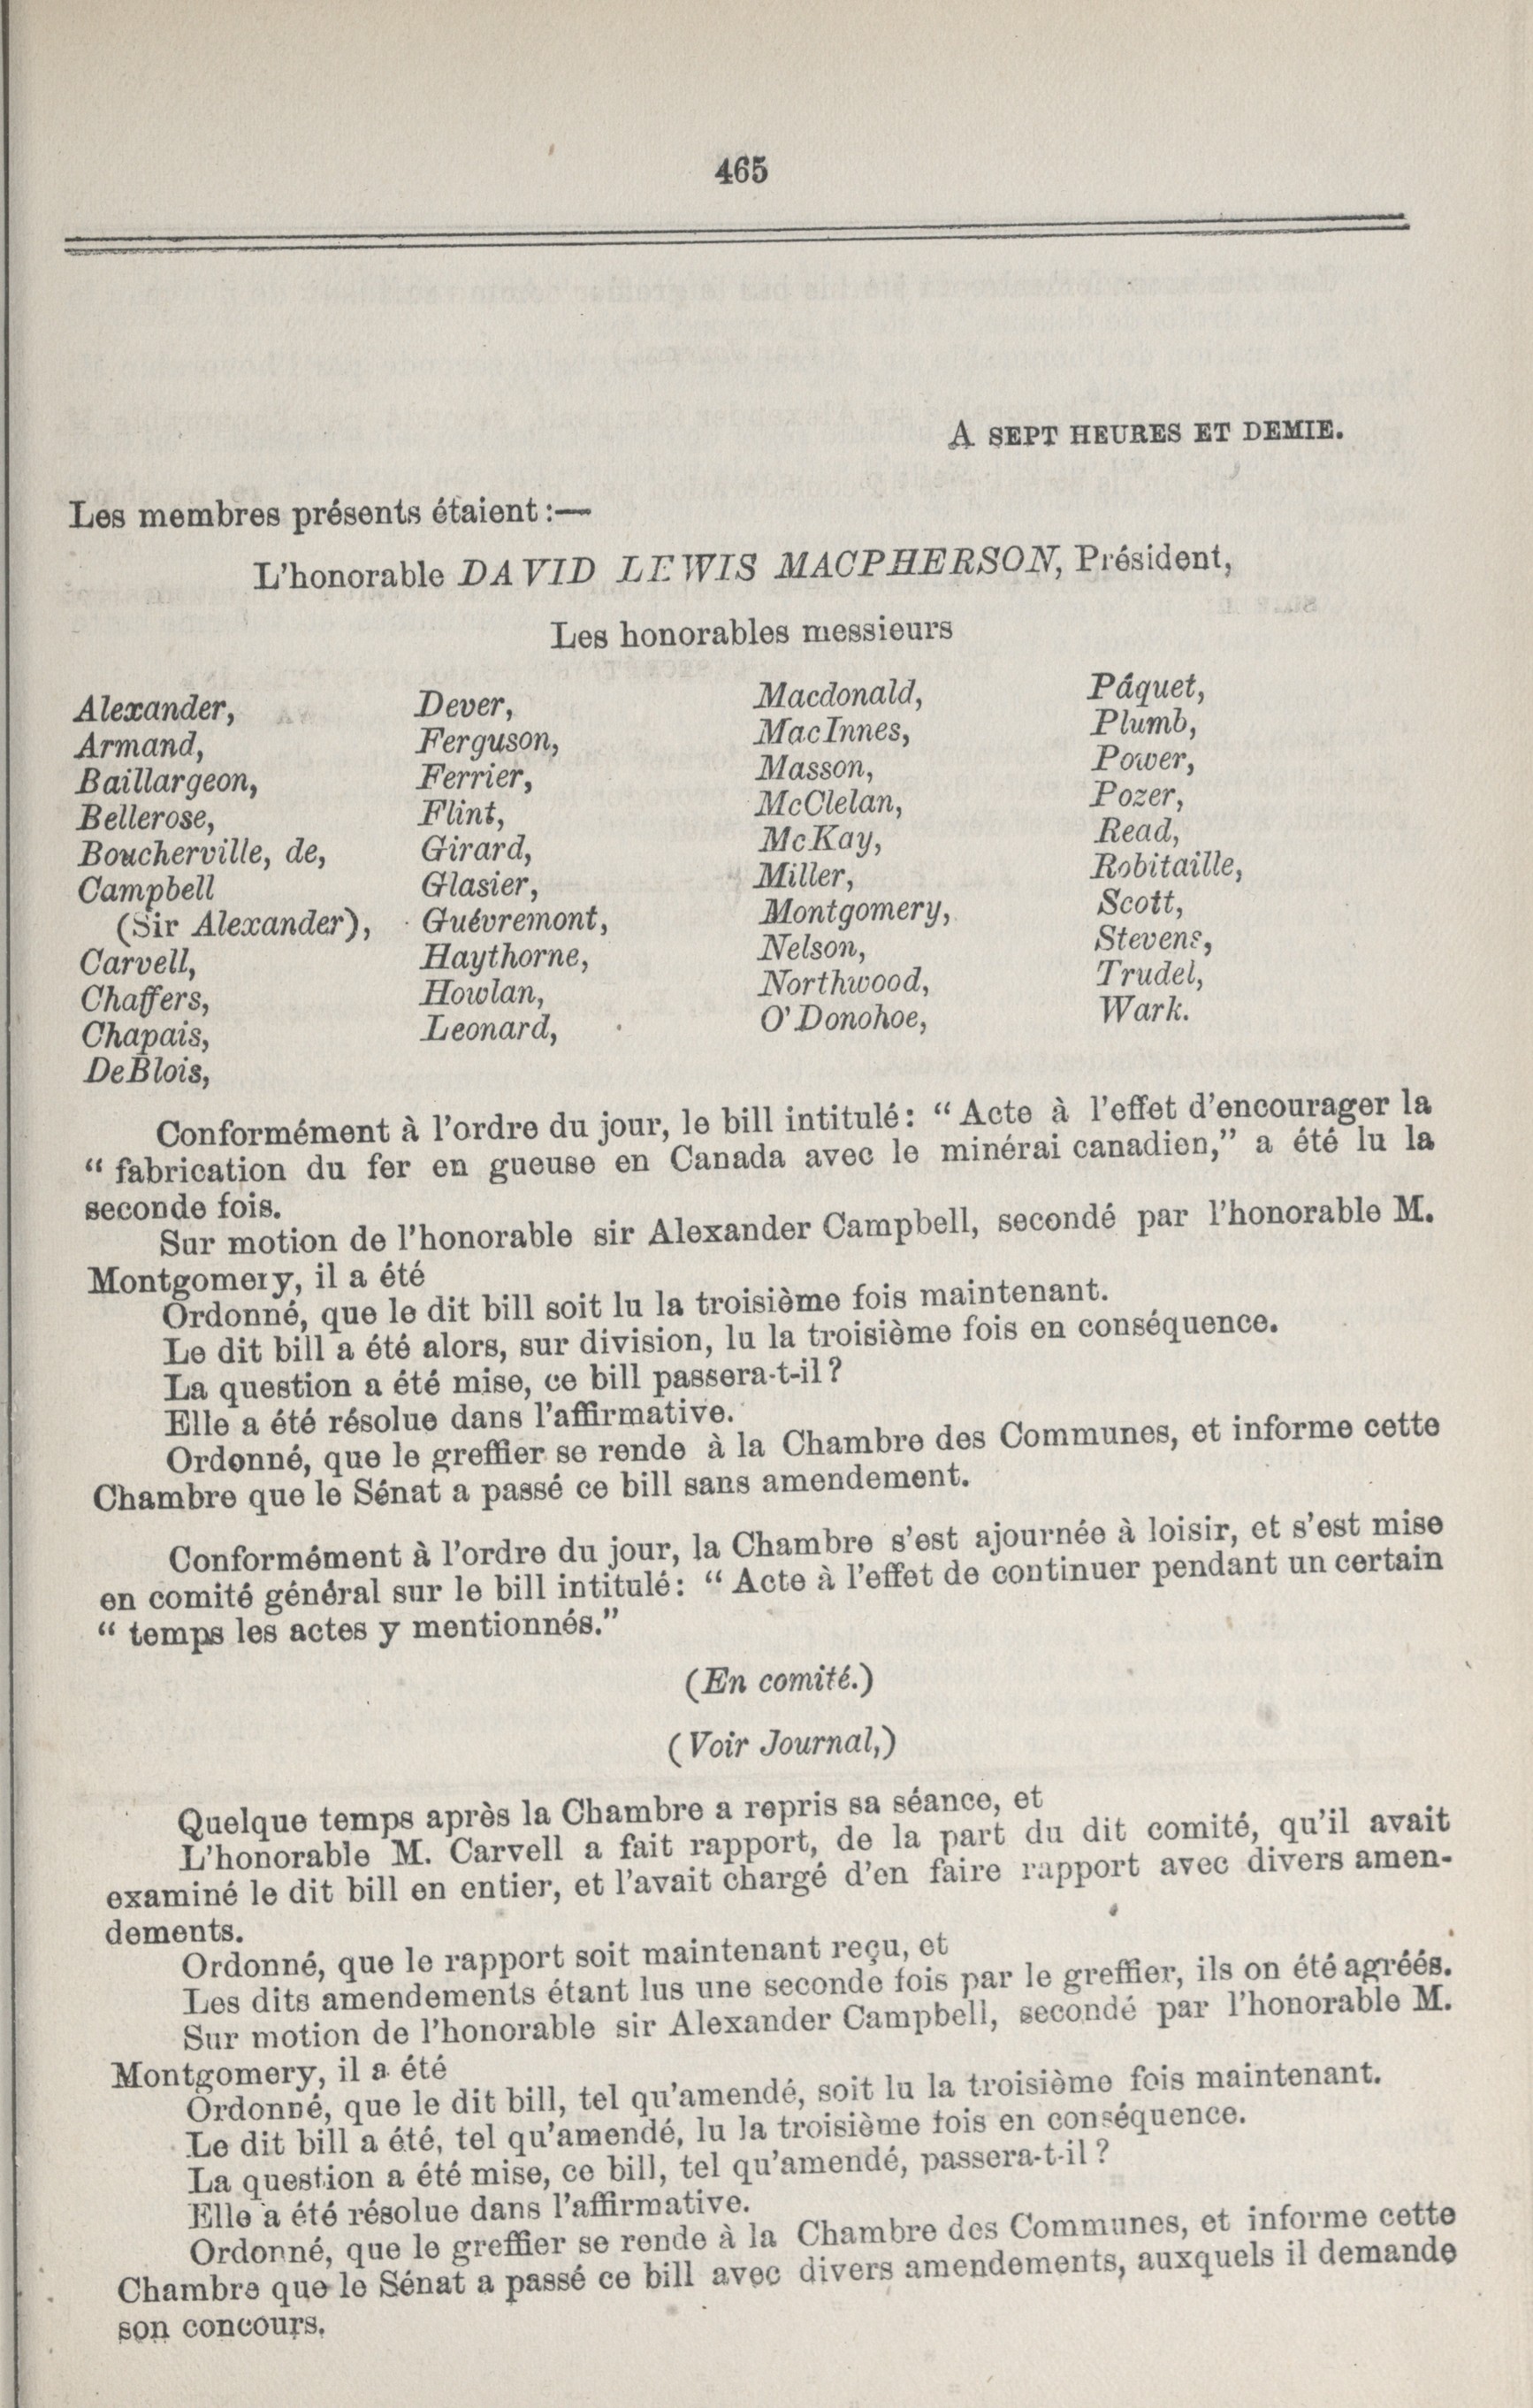 465
A SEPT HEURES ET DEMIE.
Les membres présents étaient :—
L'honorable DAVID LEWIS MACPHERSON, Président,
Les honorables messieurs
Alexander,
Armand,
Baillargeon,
Bellerose,
Boucherville, de,
Campbell
(Sir Alexander),
Carvell,
Chaffers,
Chapais,
DeBlois,
Dever,
Ferguson,
Ferrier,
Flint,
Girard,
Glasier,
Guévremont,
Haythorne,
Howlan,
Leonard,
Macdonald,
MacInnes,
Masson,
McClelan,
McKay,
Miller,
Montgomery,
Nelson,
Northwood,
O'Donohoe,
Pâquet,
Plumb,
Power,
Pozer,
Read,
Robitaille,
Scott,
Stevens,
Trudel,
Wark.
Conformément à l'ordre du jour, le bill intitulé : “ Acte à l'effet d'encourager la
“ fabrication du fer en gueuse en Canada avec le minérai canadien,” a été lu la
seconde fois.
Sur motion de l'honorable sir Alexander Campbell, secondé par l'honorable M.
Montgomery, il a été
Ordonné, que le dit bill soit lu la troisième fois maintenant.
Le dit bill a été alors, sur division, lu la troisième fois en conséquence.
La question a été mise, ce bill passera-t-il ?
Elle a été résolue dans l'affirmative.
Ordonné, que le greffier se rende à la Chambre des Communes, et informe cette
Chambre que le Sénat a passé ce bill sans amendement.
Conformément à l'ordre du jour, la Chambre s'est ajournée à loisir, et s'est mise
en comité général sur le bill intitulé : “ Acte à l'effet de continuer pendant un certain
“ temps les actes y mentionnés.”
(En comité.)
(Voir Journal,)
Quelque temps après la Chambre a repris sa séance, et
L'honorable M. Carvell a fait rapport, de la part du dit comité, qu'il avait
examiné le dit bill en entier, et l'avait chargé d'en faire rapport avec divers amen-
dements.
Ordonné, que le rapport soit maintenant reçu, et
Les dits amendements étant lus une seconde fois par le greffier, ils on été agréés.
Sur motion de l'honorable sir Alexander Campbell, secondé par l'honorable M.
Montgomery, il a été
Ordonné, que le dit bill, tel qu'amendé, soit lu la troisième fois maintenant.
Le dit bill a été, tel qu'amendé, lu la troisième fois en conséquence.
La question a été mise, ce bill, tel qu'amendé, passera-t-il ?
Elle a été résolue dans l'affirmative.
Ordonné, que le greffier se rende à la Chambre des Communes, et informe cette
Chambre que le Sénat a passé ce bill avec divers amendements, auxquels il demande
son concours.